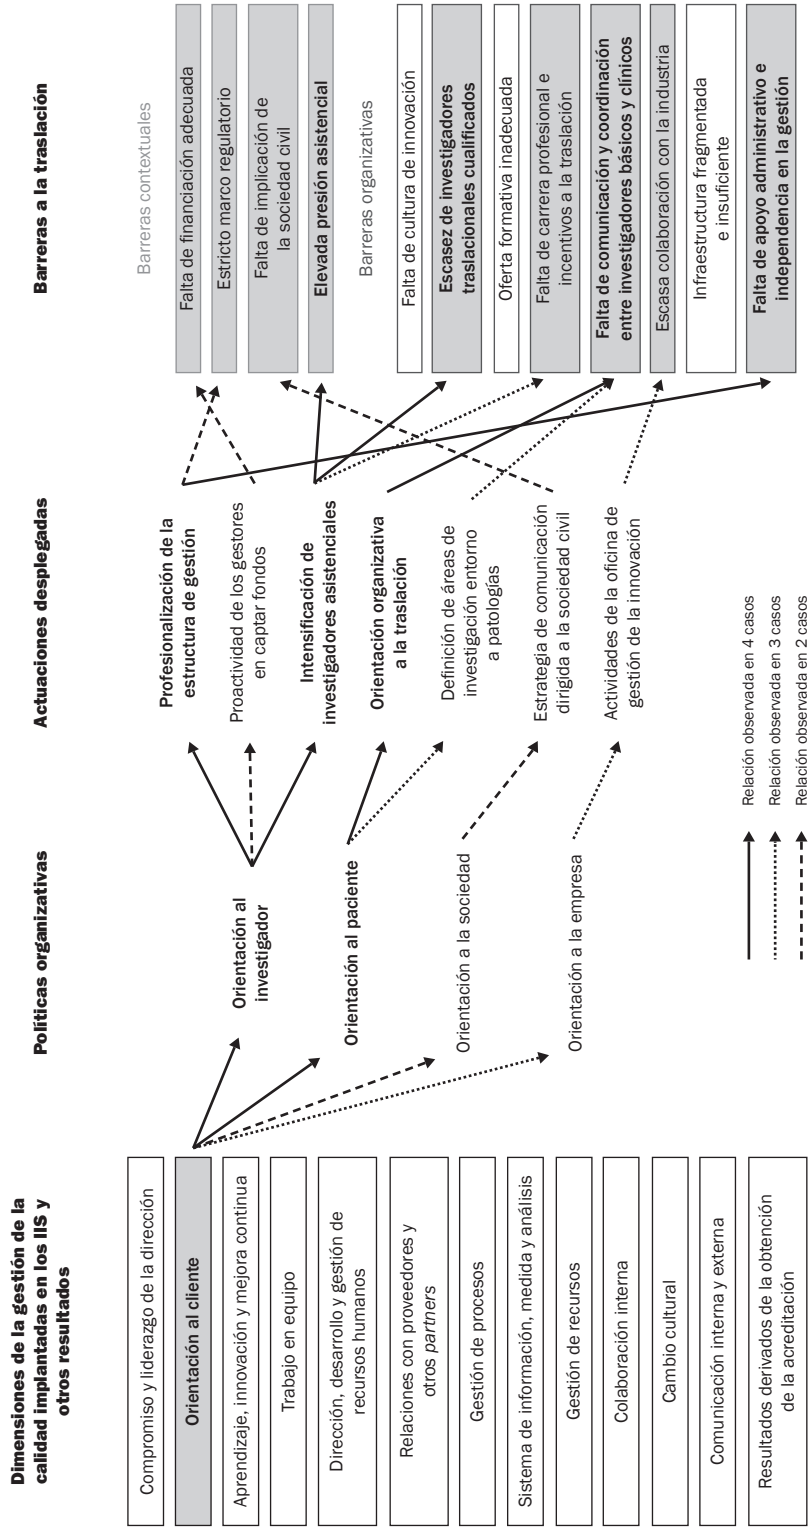 Dimensiones de la gestión de la
calidad implantadas en los IIS y
otros resultados
Compromiso y liderazgo de la dirección
Orientación al cliente
Aprendizaje, innovación y mejora continua
Trabajo en equipo
Dirección, desarrollo y gestión de
recursos humanos
Relaciones con proveedores y
otros partners
Gestión de procesos
Sistema de información, medida y análisis
Gestión de recursos
Colaboración interna
Cambio cultural
Comunicación interna y externa
Resultados derivados de la obtención
de la acreditación
Políticas organizativas
Orientación al
investigador
Orientación al paciente
Orientación a la sociedad
Orientación a la empresa
Actuaciones desplegadas
Profesionalización de la
estructura de gestión
Proactividad de los gestores
en captar fondos
Intensificación de
investigadores asistenciales
Orientación organizativa
a la traslación
Definición de áreas de
investigación entorno
a patologías
Estrategia de comunicación
dirigida a la sociedad civil
Actividades de la oficina de
gestión de la innovación
Barreras a la traslación
Barreras contextuales
Falta de financiación adecuada
Estricto marco regulatorio
Falta de implicación de
la sociedad civil
Elevada presión asistencial
Barreras organizativas
Falta de cultura de innovación
Escasez de investigadores
traslacionales cualificados
Oferta formativa inadecuada
Falta de carrera profesional e
incentivos a la traslación
Falta de comunicación y coordinación
entre investigadores básicos y clínicos
Escasa colaboración con la industria
Infraestructura fragmentada
e insuficiente
Falta de apoyo administrativo e
independencia en la gestión
Relación observada en 4 casos
Relación observada en 3 casos
Relación observada en 2 casos